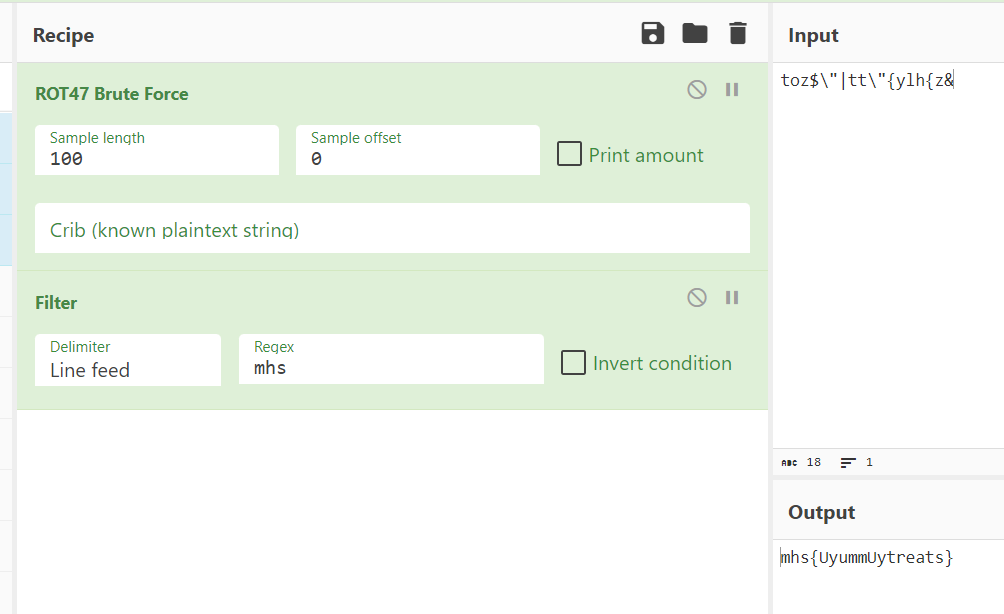 Recipe
ROT47 Brute Force
Sample length
100
Sample offset
0
Print amount
Crib (known plaintext string)
Filter
Delimiter
Line feed
Regex
mhs
Invert condition
Input
toz$\"|tt\"{ylh{z&
ABC 18 1
Output
mhs{UyummUytreats}